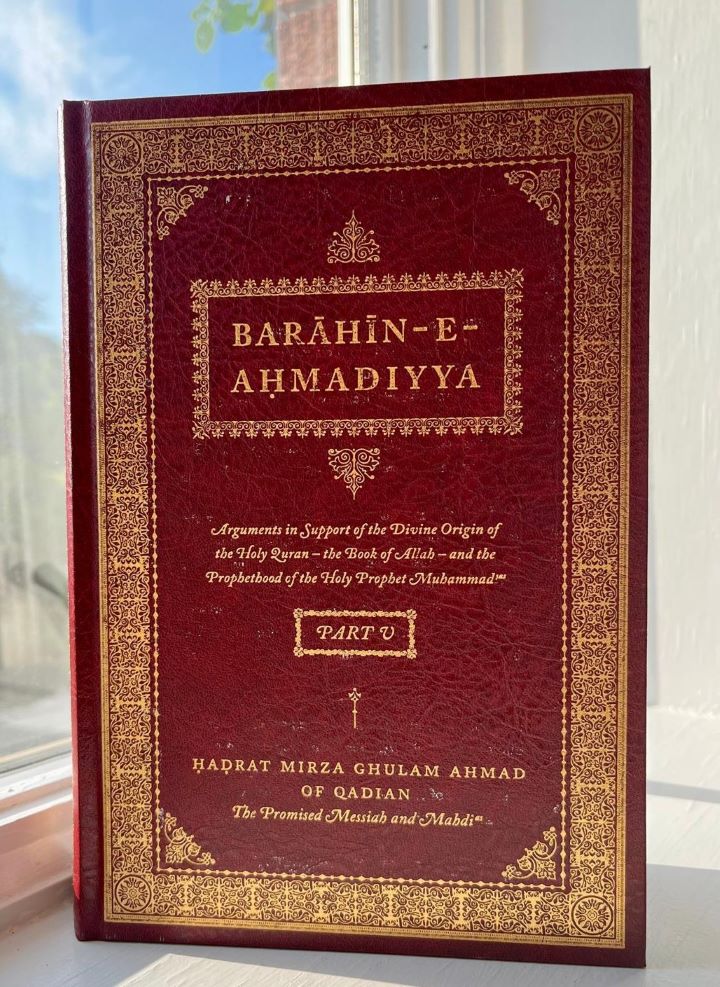 BARĀHĪN-E-
AḤMADIYYA
Arguments in Support of the Divine Origin of
the Holy Quran – the Book of Allah – and the
Prophethood of the Holy Prophet Muhammad
PART V
ḤAḌRAT MIRZA GHULAM AHMAD
OF QADIAN
The Promised Messiah and Mahdi